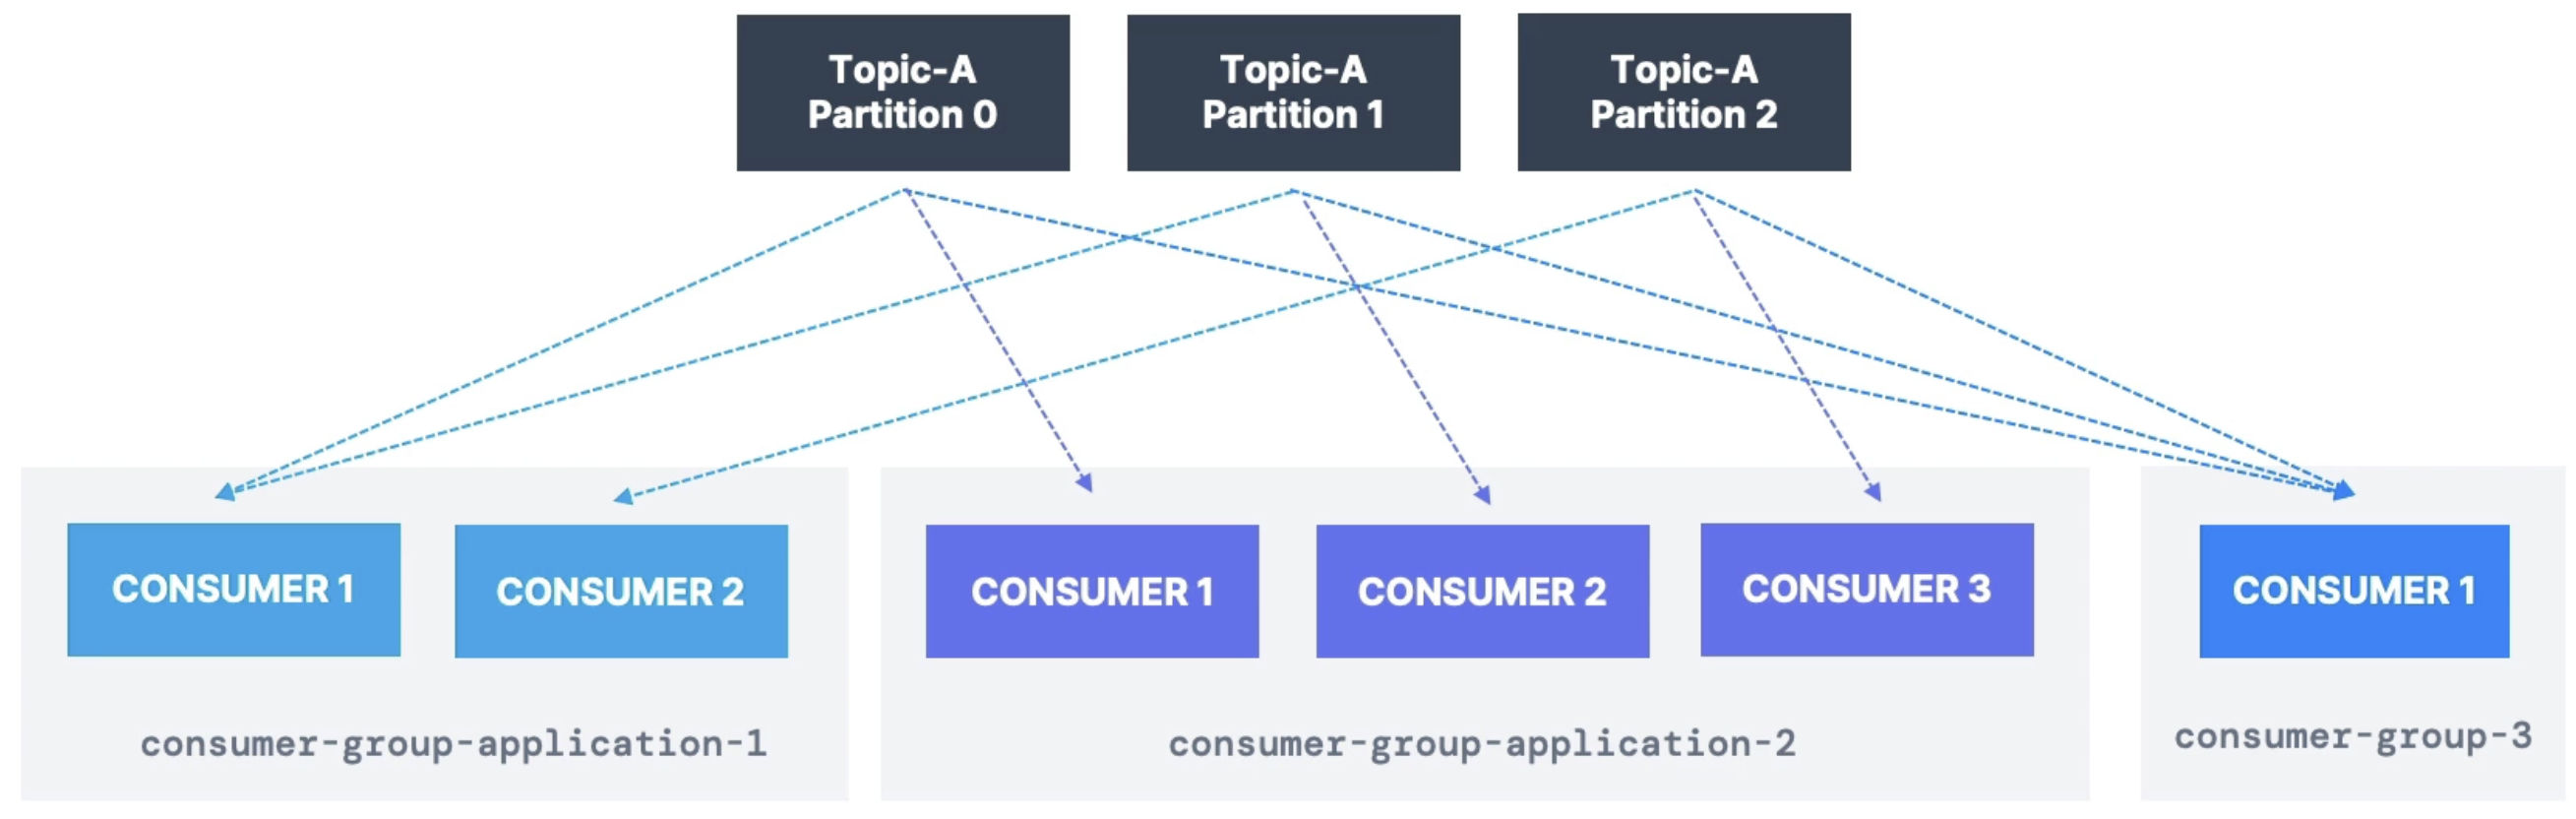 Topic-A
Partition 0
Topic-A
Partition 1
Topic-A
Partition 2
CONSUMER 1
CONSUMER 2
CONSUMER 1
CONSUMER 2
CONSUMER 3
CONSUMER 1
consumer-group-application-1
consumer-group-application-2
consumer-group-3